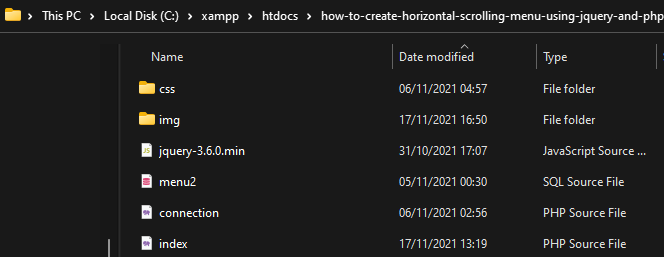 This PC > Local Disk (C:) > xampp > htdocs > how-to-create-horizontal-scrolling-menu-using-jquery-and-php
Name Date modified Type
css 06/11/2021 04:57 File folder
img 17/11/2021 16:50 File folder
jquery-3.6.0.min 31/10/2021 17:07 JavaScript Source ...
menu2 05/11/2021 00:30 SQL Source File
connection 06/11/2021 02:56 PHP Source File
index 17/11/2021 13:19 PHP Source File